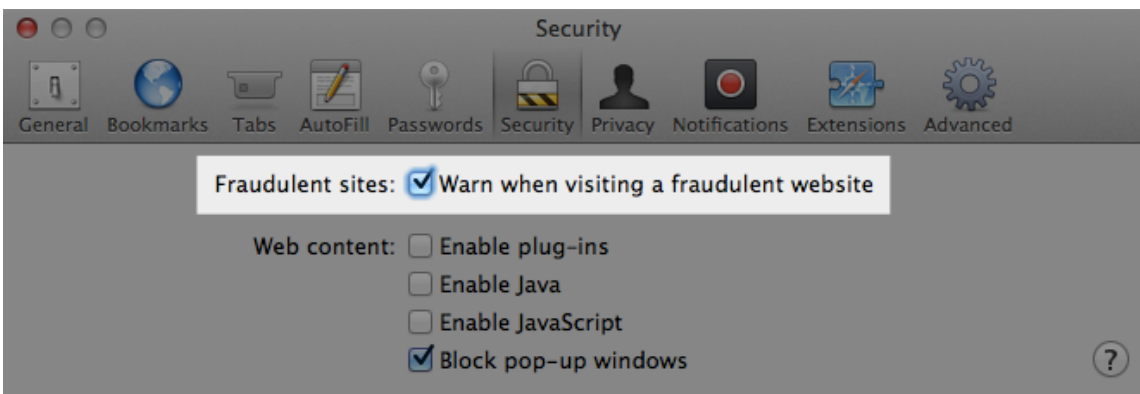 Security
General Bookmarks Tabs AutoFill Passwords Security Privacy Notifications Extensions Advanced
Fraudulent sites: Warn when visiting a fraudulent website
Web content: Enable plug-ins
Enable Java
Enable JavaScript
Block pop-up windows
?